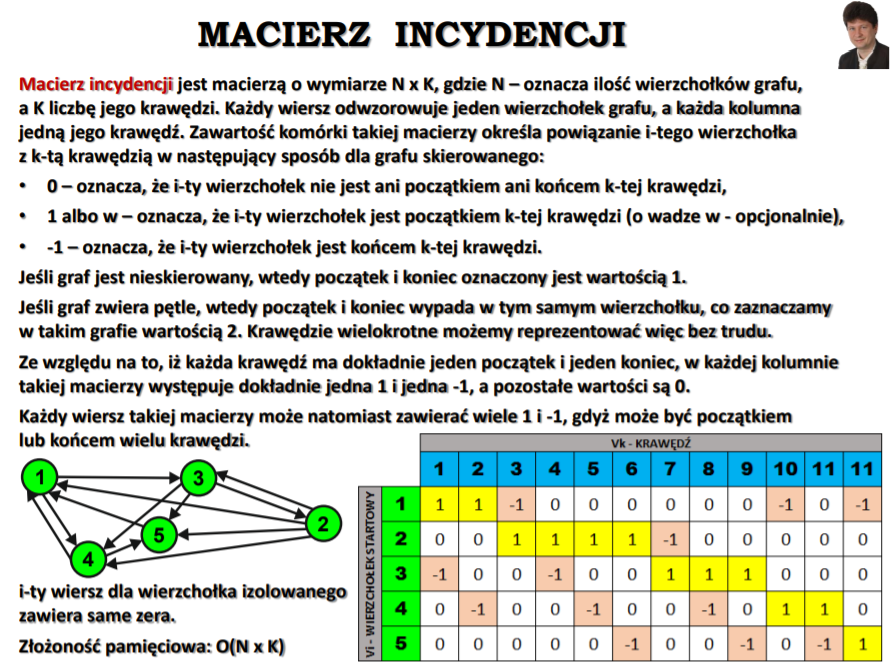 MACIERZ INCYDENCJI
Macierz incydencji jest macierzą o wymiarze N x K, gdzie N – oznacza ilość wierzchołków grafu,
a K liczbę jego krawędzi. Każdy wiersz odwzorowuje jeden wierzchołek grafu, a każda kolumna
jedną jego krawędź. Zawartość komórki takiej macierzy określa powiązanie i-tego wierzchołka
z k-tą krawędzią w następujący sposób dla grafu skierowanego:
• 0 – oznacza, że i-ty wierzchołek nie jest ani początkiem ani końcem k-tej krawędzi,
• 1 albo w – oznacza, że i-ty wierzchołek jest początkiem k-tej krawędzi (o wadze w - opcjonalnie),
• -1 – oznacza, że i-ty wierzchołek jest końcem k-tej krawędzi.
Jeśli graf jest nieskierowany, wtedy początek i koniec oznaczony jest wartością 1.
Jeśli graf zwiera pętle, wtedy początek i koniec wypada w tym samym wierzchołku, co zaznaczamy
w takim grafie wartością 2. Krawędzie wielokrotne możemy reprezentować więc bez trudu.
Ze względu na to, iż każda krawędź ma dokładnie jeden początek i jeden koniec, w każdej kolumnie
takiej macierzy występuje dokładnie jedna 1 i jedna -1, a pozostałe wartości są 0.
Każdy wiersz takiej macierzy może natomiast zawierać wiele 1 i -1, gdyż może być początkiem
lub końcem wielu krawędzi.
1
3
2
5
4
i-ty wiersz dla wierzchołka izolowanego
zawiera same zera.
Złożoność pamięciowa: O(N x K)
Vk - KRAWĘDŹ
Vi - WIERZCHOŁEK STARTOWY
1 2 3 4 5 6 7 8 9 10 11 11
1 1 1 -1 0 0 0 0 0 0 -1 0 -1
2 0 0 1 1 1 1 -1 0 0 0 0 0
3 -1 0 0 -1 0 0 1 1 1 0 0 0
4 0 -1 0 0 -1 0 0 -1 0 1 1 0
5 0 0 0 0 0 -1 0 0 -1 0 -1 1